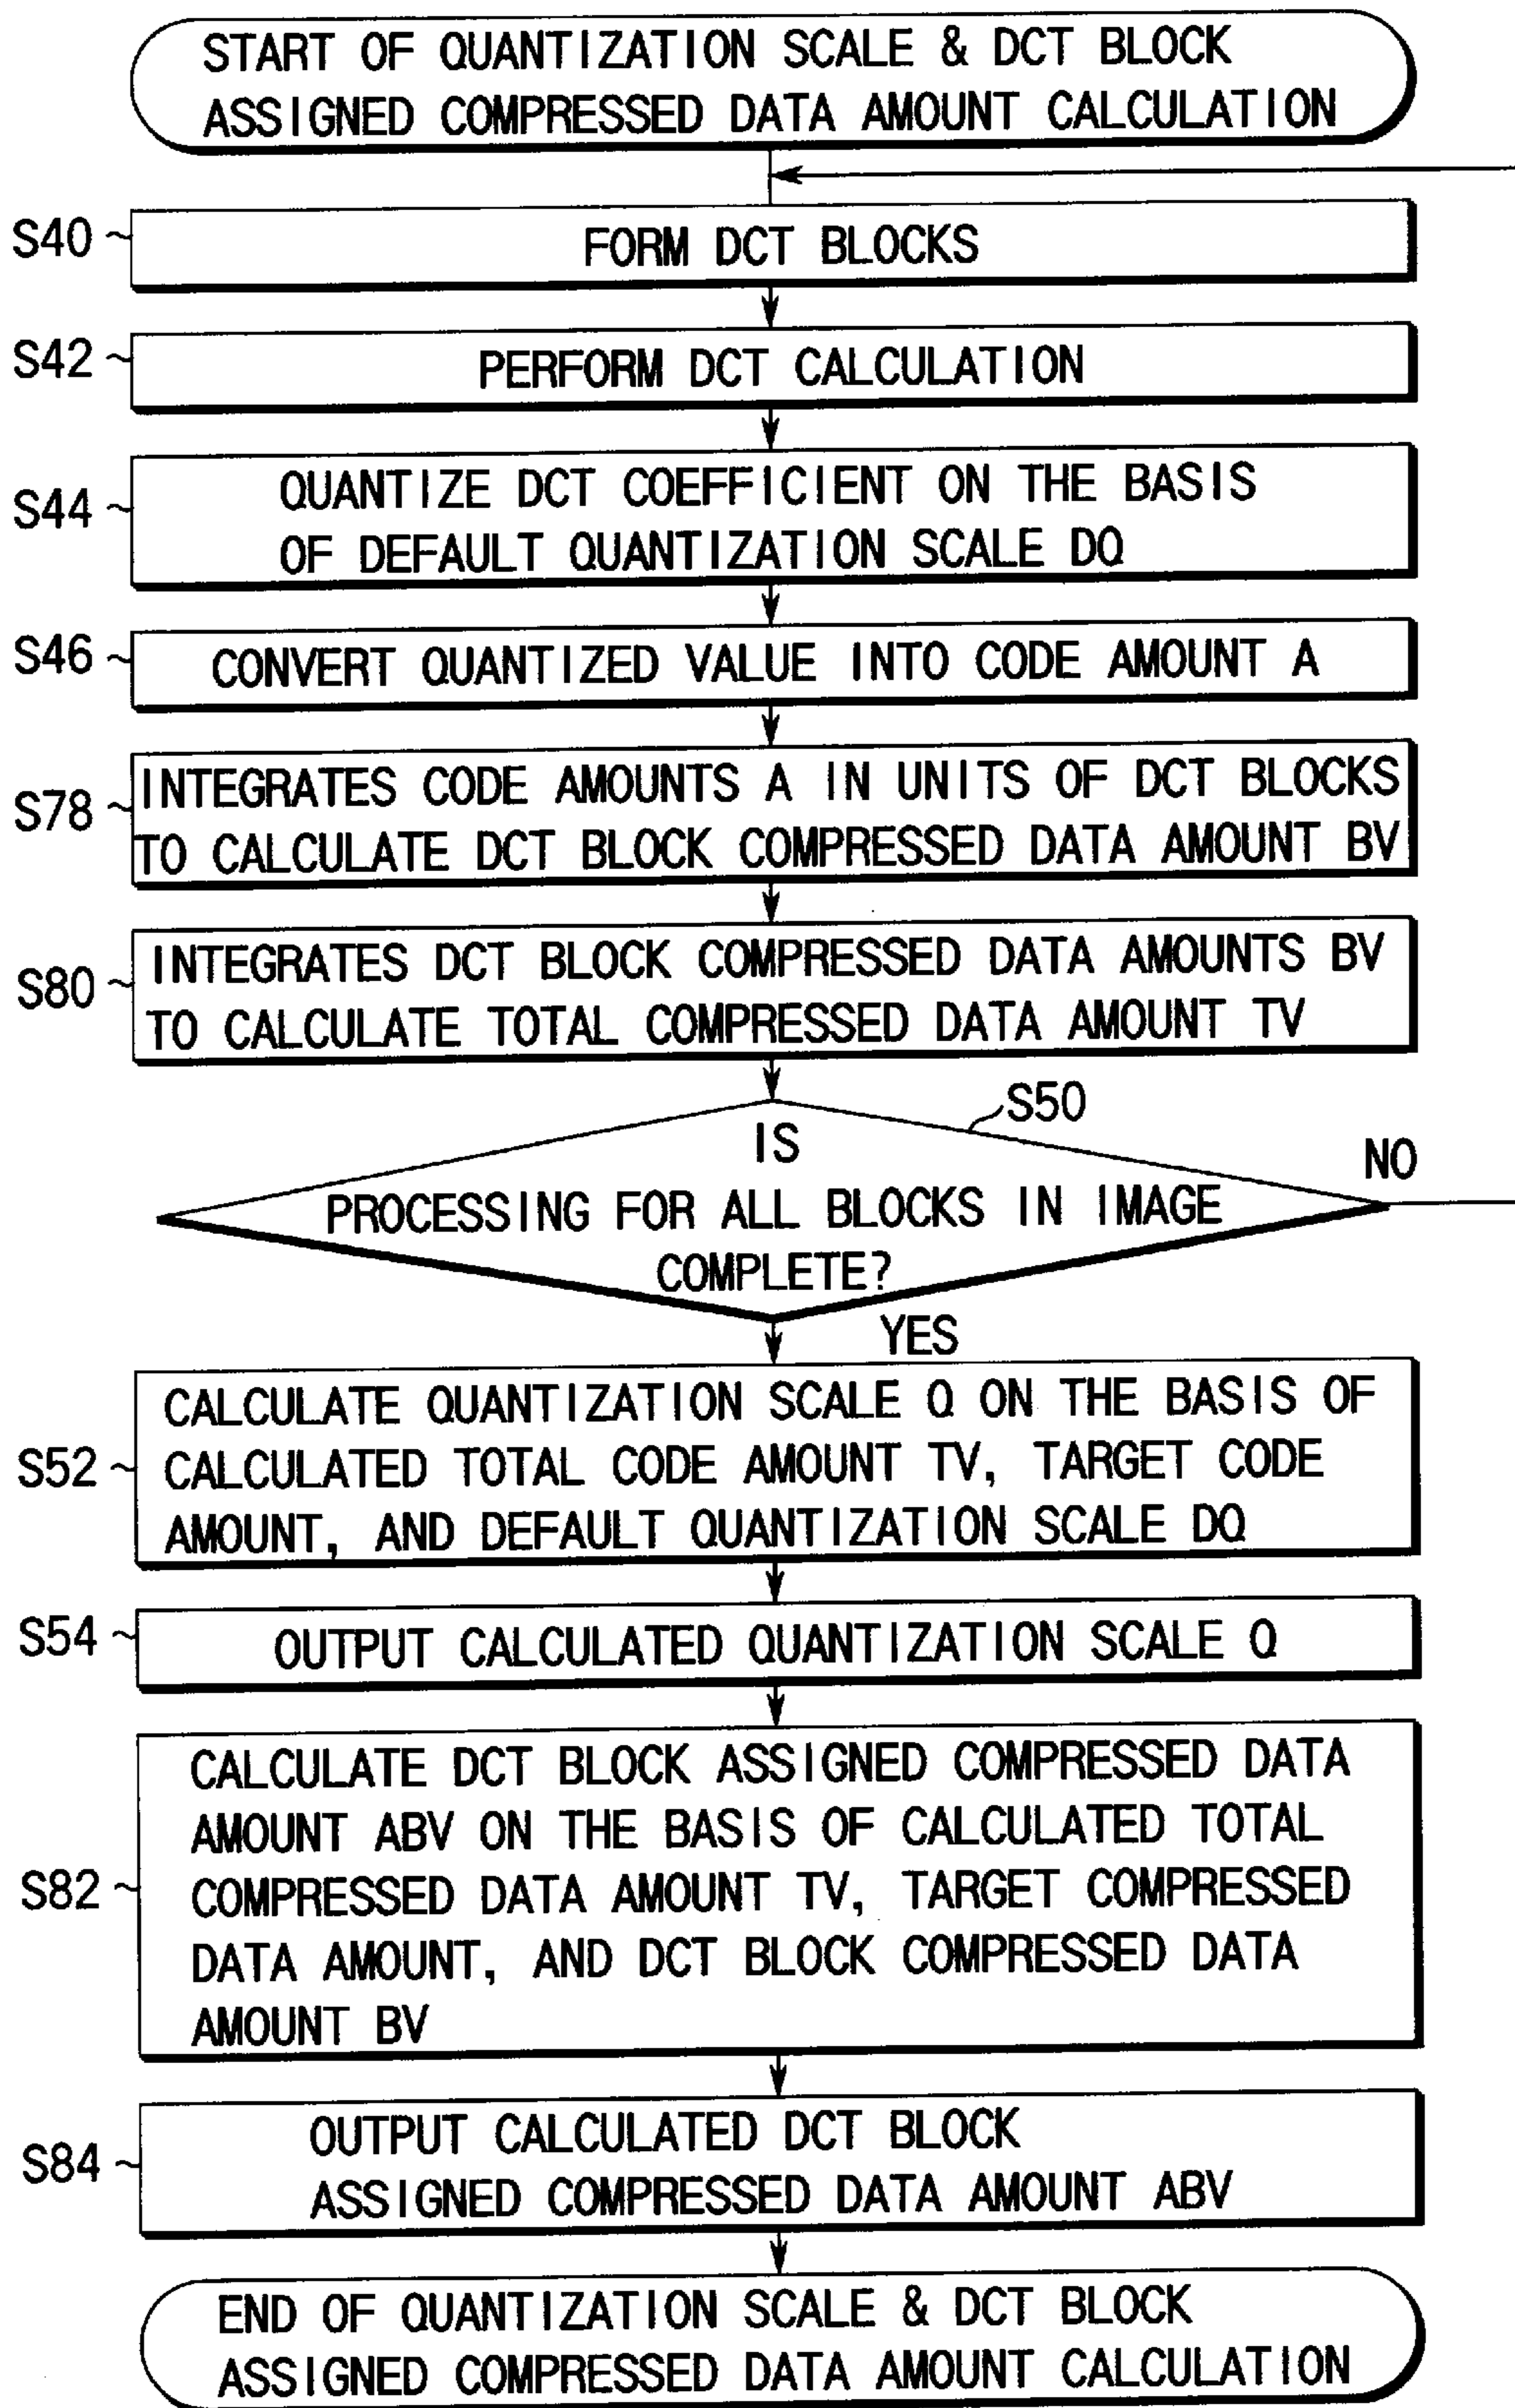 START OF QUANTIZATION SCALE & DCT BLOCK
ASSIGNED COMPRESSED DATA AMOUNT CALCULATION
S40
FORM DCT BLOCKS
S42
PERFORM DCT CALCULATION
S44
QUANTIZE DCT COEFFICIENT ON THE BASIS
OF DEFAULT QUANTIZATION SCALE DQ
S46
CONVERT QUANTIZED VALUE INTO CODE AMOUNT A
S78
INTEGRATES CODE AMOUNTS A IN UNITS OF DCT BLOCKS
TO CALCULATE DCT BLOCK COMPRESSED DATA AMOUNT BV
S80
INTEGRATES DCT BLOCK COMPRESSED DATA AMOUNTS BV
TO CALCULATE TOTAL COMPRESSED DATA AMOUNT TV
S50
IS
PROCESSING FOR ALL BLOCKS IN IMAGE
COMPLETE?
NO
YES
S52
CALCULATE QUANTIZATION SCALE Q ON THE BASIS OF
CALCULATED TOTAL CODE AMOUNT TV, TARGET CODE
AMOUNT, AND DEFAULT QUANTIZATION SCALE DQ
S54
OUTPUT CALCULATED QUANTIZATION SCALE Q
S82
CALCULATE DCT BLOCK ASSIGNED COMPRESSED DATA
AMOUNT ABV ON THE BASIS OF CALCULATED TOTAL
COMPRESSED DATA AMOUNT TV, TARGET COMPRESSED
DATA AMOUNT, AND DCT BLOCK COMPRESSED DATA
AMOUNT BV
S84
OUTPUT CALCULATED DCT BLOCK
ASSIGNED COMPRESSED DATA AMOUNT ABV
END OF QUANTIZATION SCALE & DCT BLOCK
ASSIGNED COMPRESSED DATA AMOUNT CALCULATION